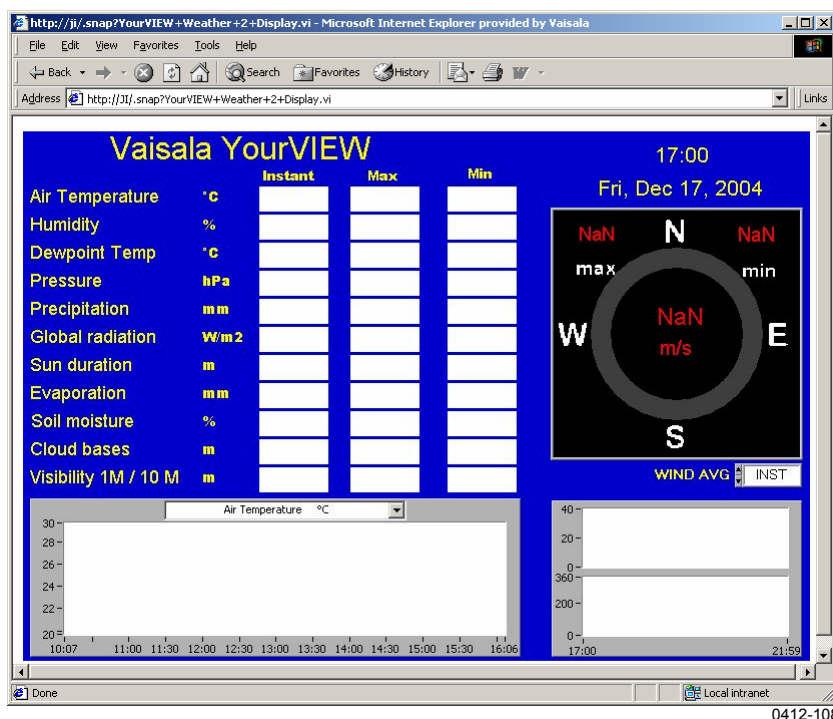 http://ji/.snap?YourVIEW+Weather+2+Display.vi - Microsoft Internet Explorer provided by Vaisala
File Edit View Favorites Tools Help
Back Search Favorites History
Address http://JI/.snap?YourVIEW+Weather+2+Display.vi Links
Vaisala YourVIEW
17:00
Fri, Dec 17, 2004
Instant Max Min
Air Temperature °C
Humidity %
Dewpoint Temp °C
Pressure hPa
Precipitation mm
Global radiation W/m2
Sun duration m
Evaporation mm
Soil moisture %
Cloud bases m
Visibility 1M / 10 M m
NaN N NaN
max min
NaN
W E
m/s
S
WIND AVG INST
Air Temperature °C
30
28
26
24
22
20
10:07 11:00 11:30 12:00 12:30 13:00 13:30 14:00 14:30 15:00 15:30 16:06
40
20
0
360
200
0
17:00 21:59
Done Local intranet
0412-108